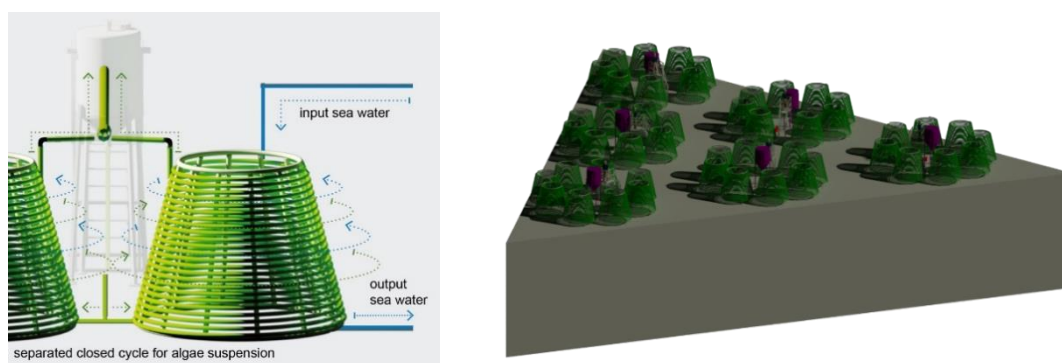 input sea water
output
sea water
separated closed cycle for algae suspension